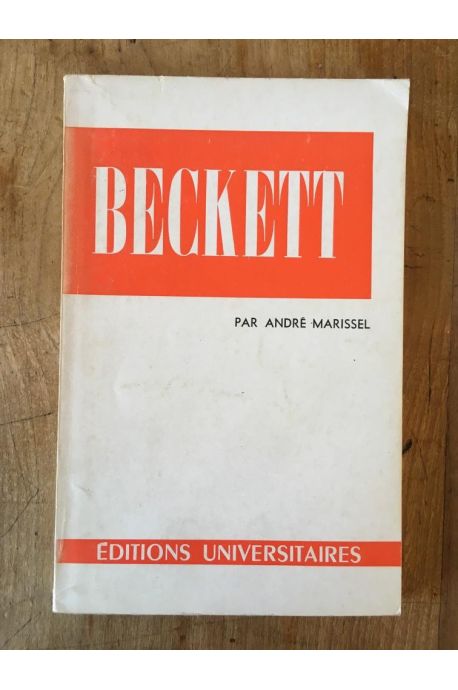 BECKETT
PAR ANDRÉ MARISSEL
ÉDITIONS UNIVERSITAIRES